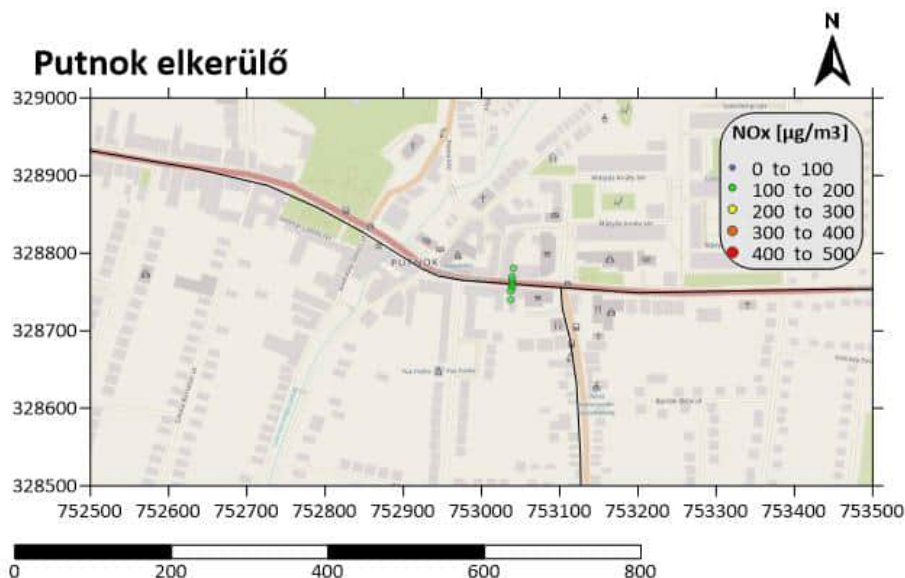 N
Putnok elkerülő
329000
NOx [µg/m3]
0 to 100
100 to 200
200 to 300
300 to 400
400 to 500
328900
328800
PUTNOK
328700
328600
328500
752500 752600 752700 752800 752900 753000 753100 753200 753300 753400 753500
0 200 400 600 800